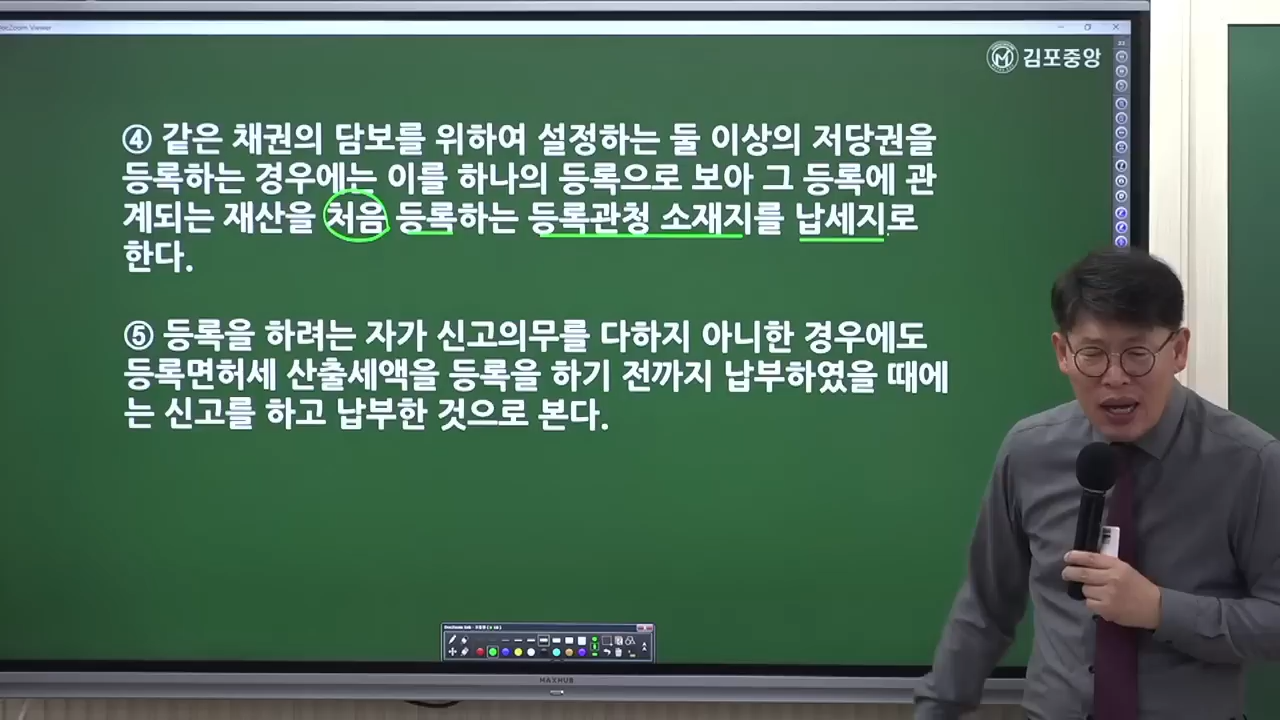 DocZoom Viewer
김포중앙
④ 같은 채권의 담보를 위하여 설정하는 둘 이상의 저당권을
등록하는 경우에는 이를 하나의 등록으로 보아 그 등록에 관
계되는 재산을 처음 등록하는 등록관청 소재지를 납세지로
한다.
⑤ 등록을 하려는 자가 신고의무를 다하지 아니한 경우에도
등록면허세 산출세액을 등록을 하기 전까지 납부하였을 때에
는 신고를 하고 납부한 것으로 본다.
MAXHUB